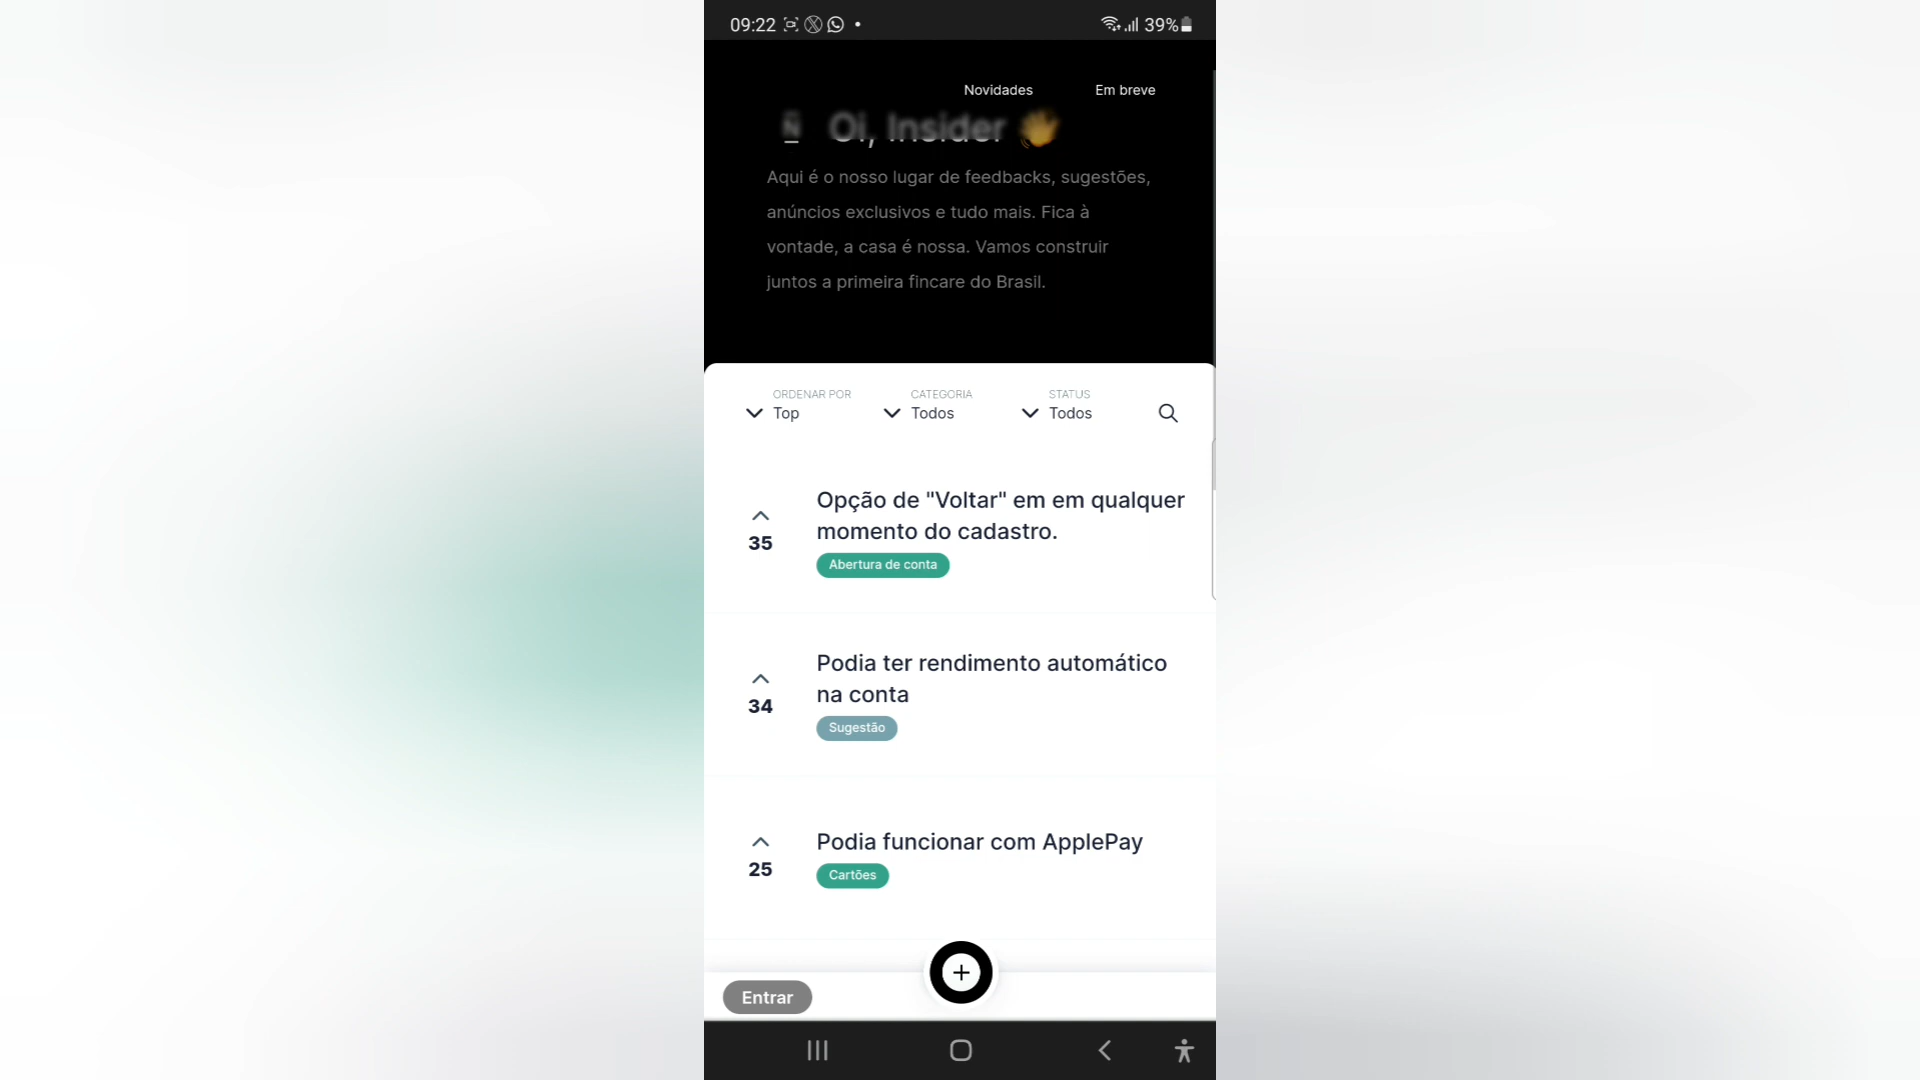 09:22
39%
Novidades Em breve
N Oi, Insider 👋
Aqui é o nosso lugar de feedbacks, sugestões,
anúncios exclusivos e tudo mais. Fica à
vontade, a casa é nossa. Vamos construir
juntos a primeira fincare do Brasil.
ORDENAR POR
Top
CATEGORIA
Todos
STATUS
Todos
Opção de "Voltar" em em qualquer
momento do cadastro.
35
Abertura de conta
Podia ter rendimento automático
na conta
34
Sugestão
Podia funcionar com ApplePay
25
Cartões
Entrar